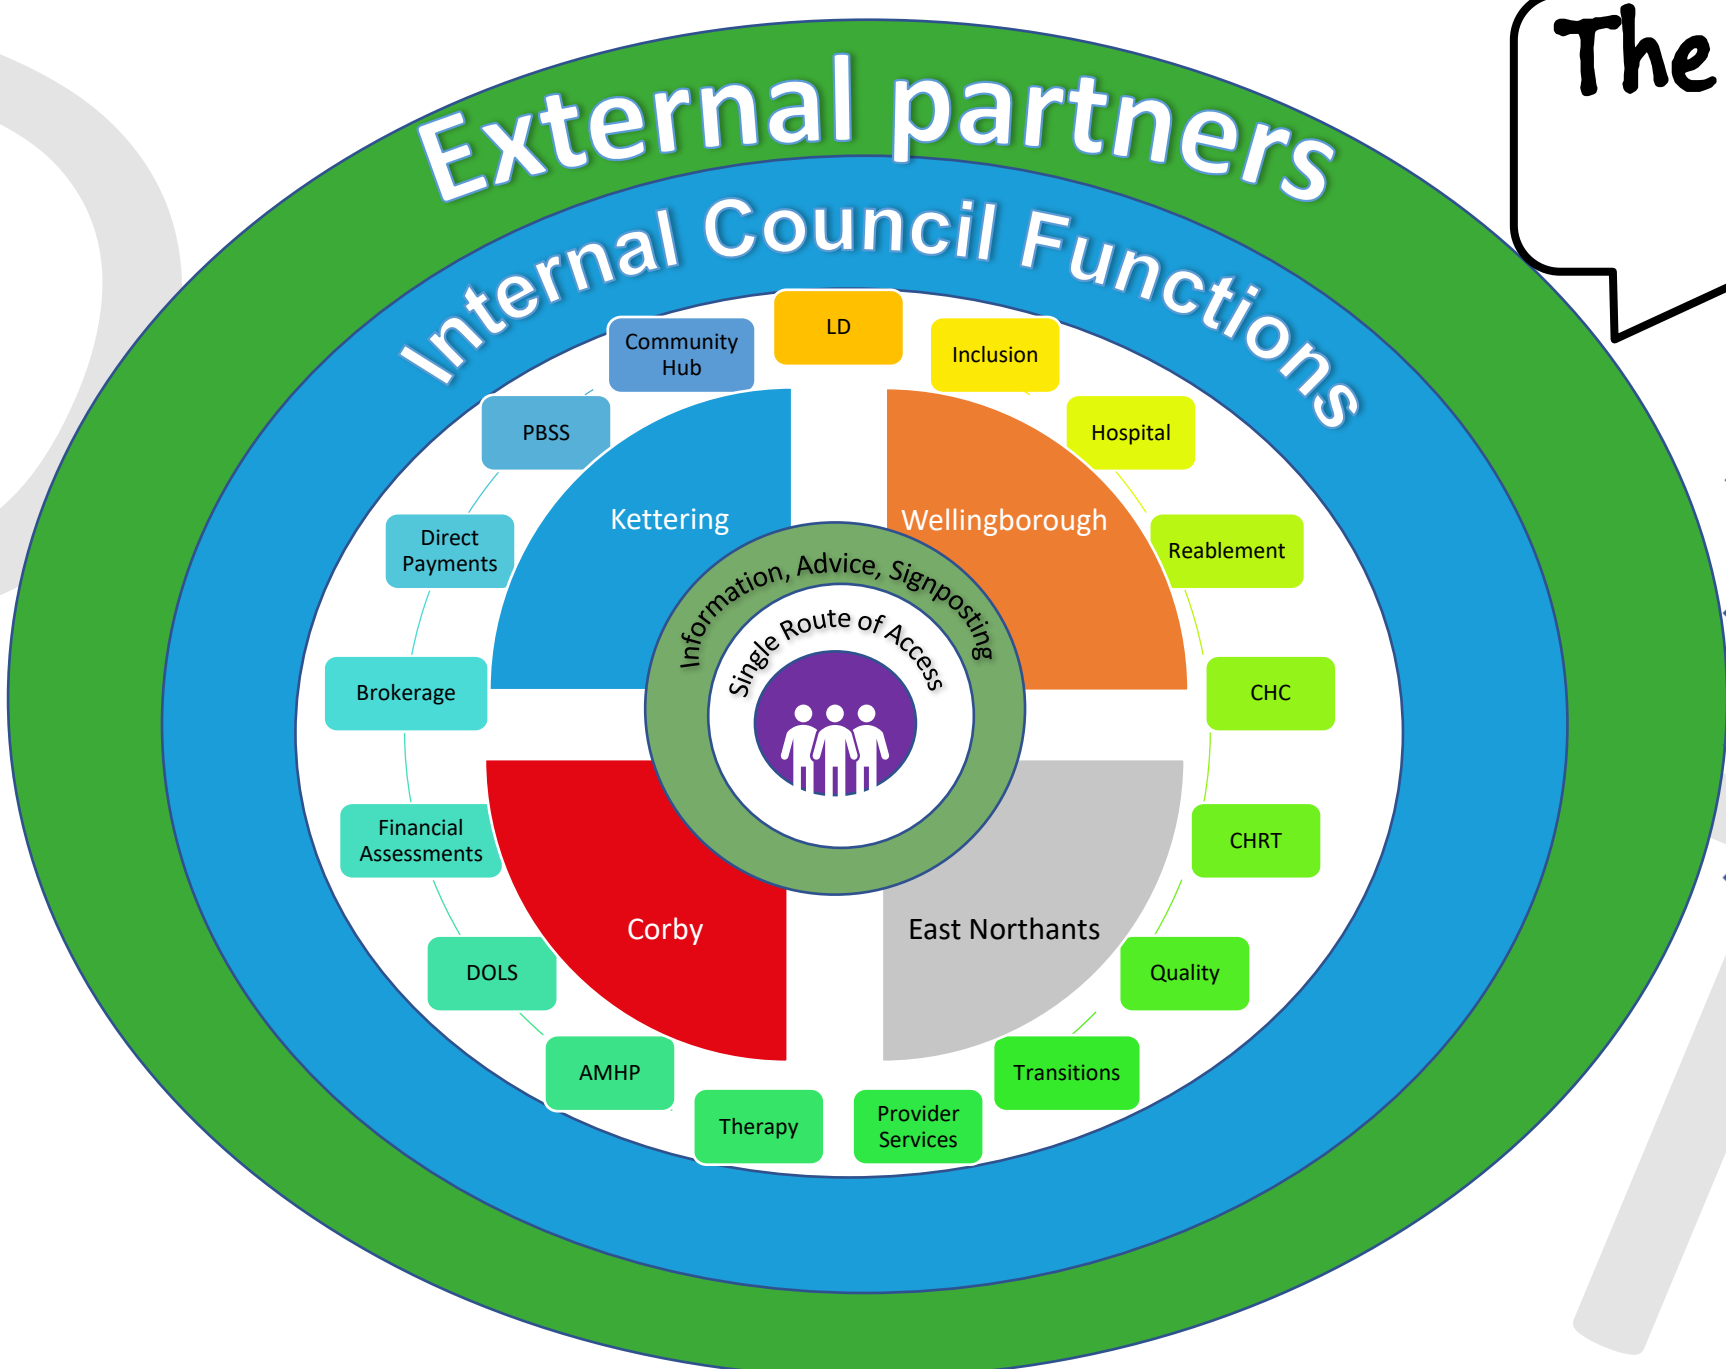 The
External partners
Internal Council Functions
LD
Community
Hub
Inclusion
PBSS
Hospital
Kettering
Wellingborough
Direct
Payments
Reablement
Information, Advice, Signposting
Single Route of Access
Brokerage
CHC
Financial
Assessments
CHRT
Corby
East Northants
DOLS
Quality
AMHP
Transitions
Therapy
Provider
Services